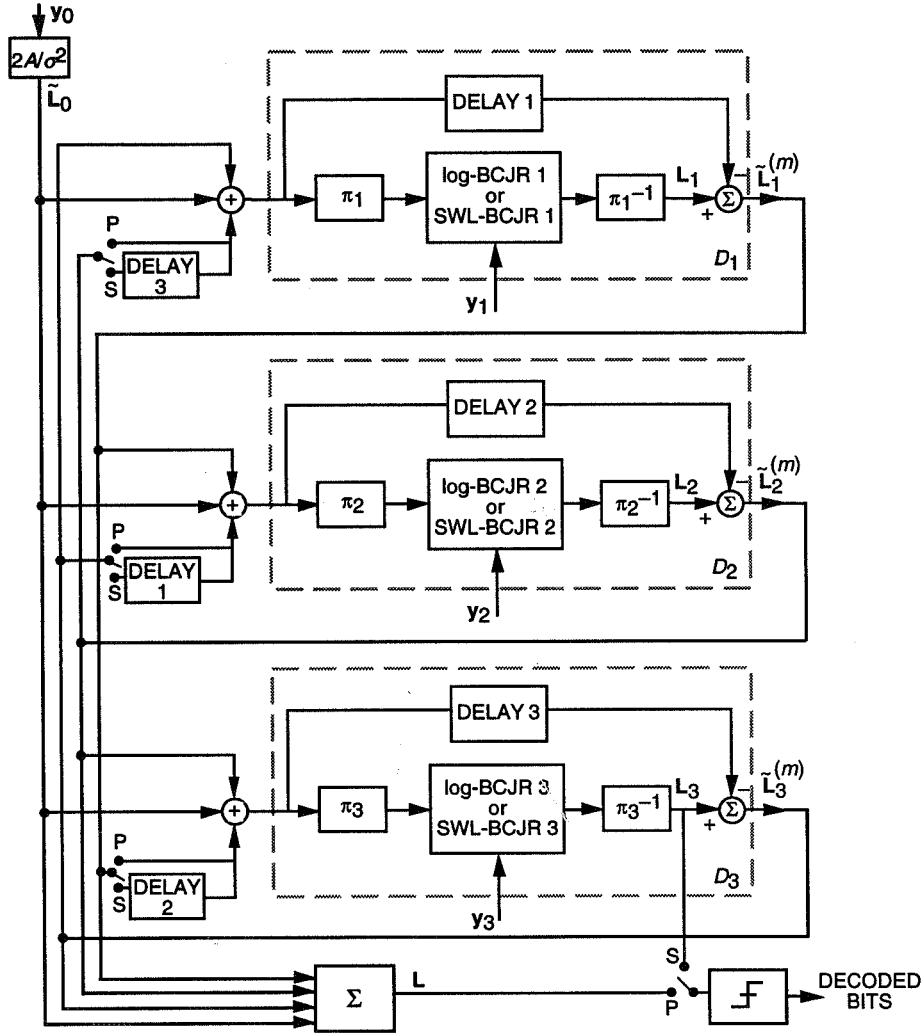 y₀
2A/σ²
L̃₀
DELAY 1
π₁
log-BCJR 1
or
SWL-BCJR 1
π₁⁻¹
L₁
−
+
Σ
L̃₁⁽ᵐ⁾
+
P
S
DELAY
3
y₁
D₁
DELAY 2
π₂
log-BCJR 2
or
SWL-BCJR 2
π₂⁻¹
L₂
−
+
Σ
L̃₂⁽ᵐ⁾
+
P
S
DELAY
1
y₂
D₂
DELAY 3
π₃
log-BCJR 3
or
SWL-BCJR 3
π₃⁻¹
L₃
−
+
Σ
L̃₃⁽ᵐ⁾
+
P
S
DELAY
2
y₃
D₃
Σ
L
S
P
DECODED
BITS